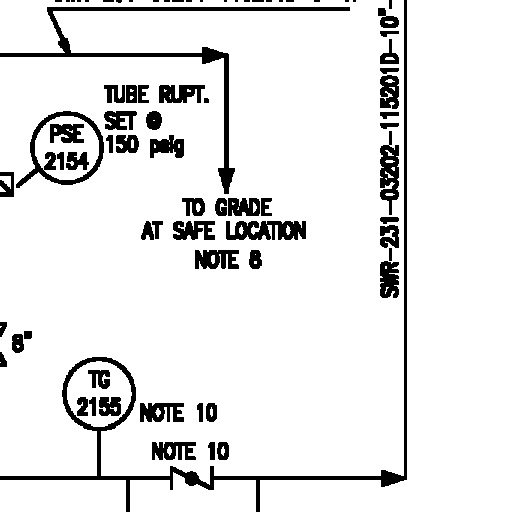 TUBE RUPT.
SET @
150 psig
PSE
2154
TO GRADE
AT SAFE LOCATION
NOTE 8
SWR-231-03202-115201D-10"-
8"
TG
2155
NOTE 10
NOTE 10